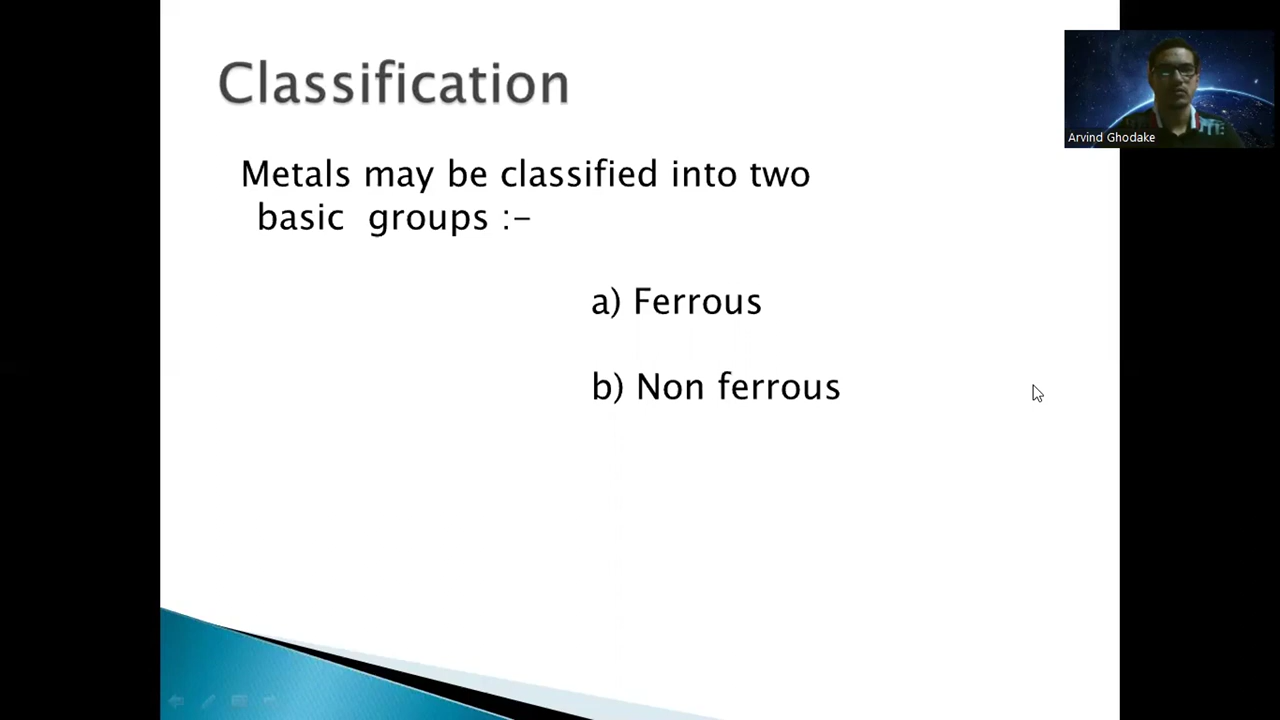 Classification
Metals may be classified into two
basic groups :-
a) Ferrous
b) Non ferrous
Arvind Ghodake